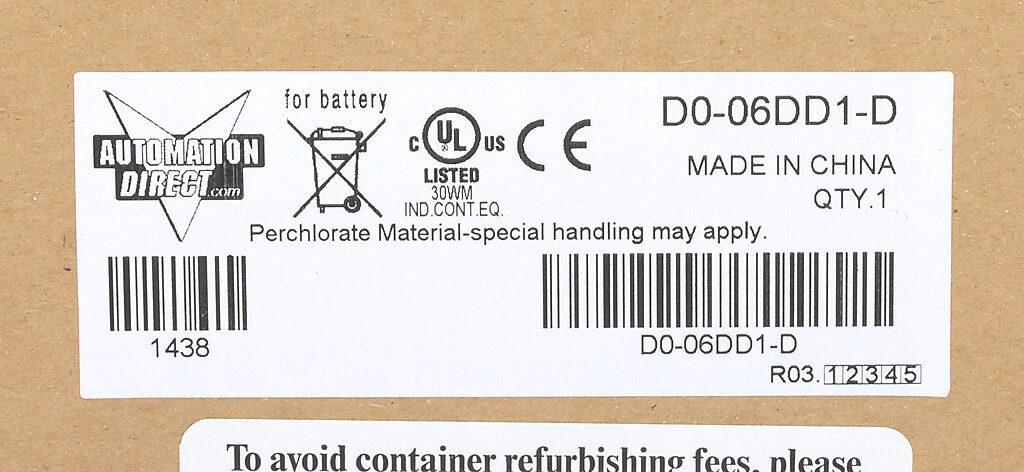 AUTOMATION
DIRECT.com
for battery
C UL US
®
LISTED
30WM
IND.CONT.EQ.
CE
D0-06DD1-D
MADE IN CHINA
QTY.1
Perchlorate Material-special handling may apply.
1438
D0-06DD1-D
R03.12345
To avoid container refurbishing fees, please